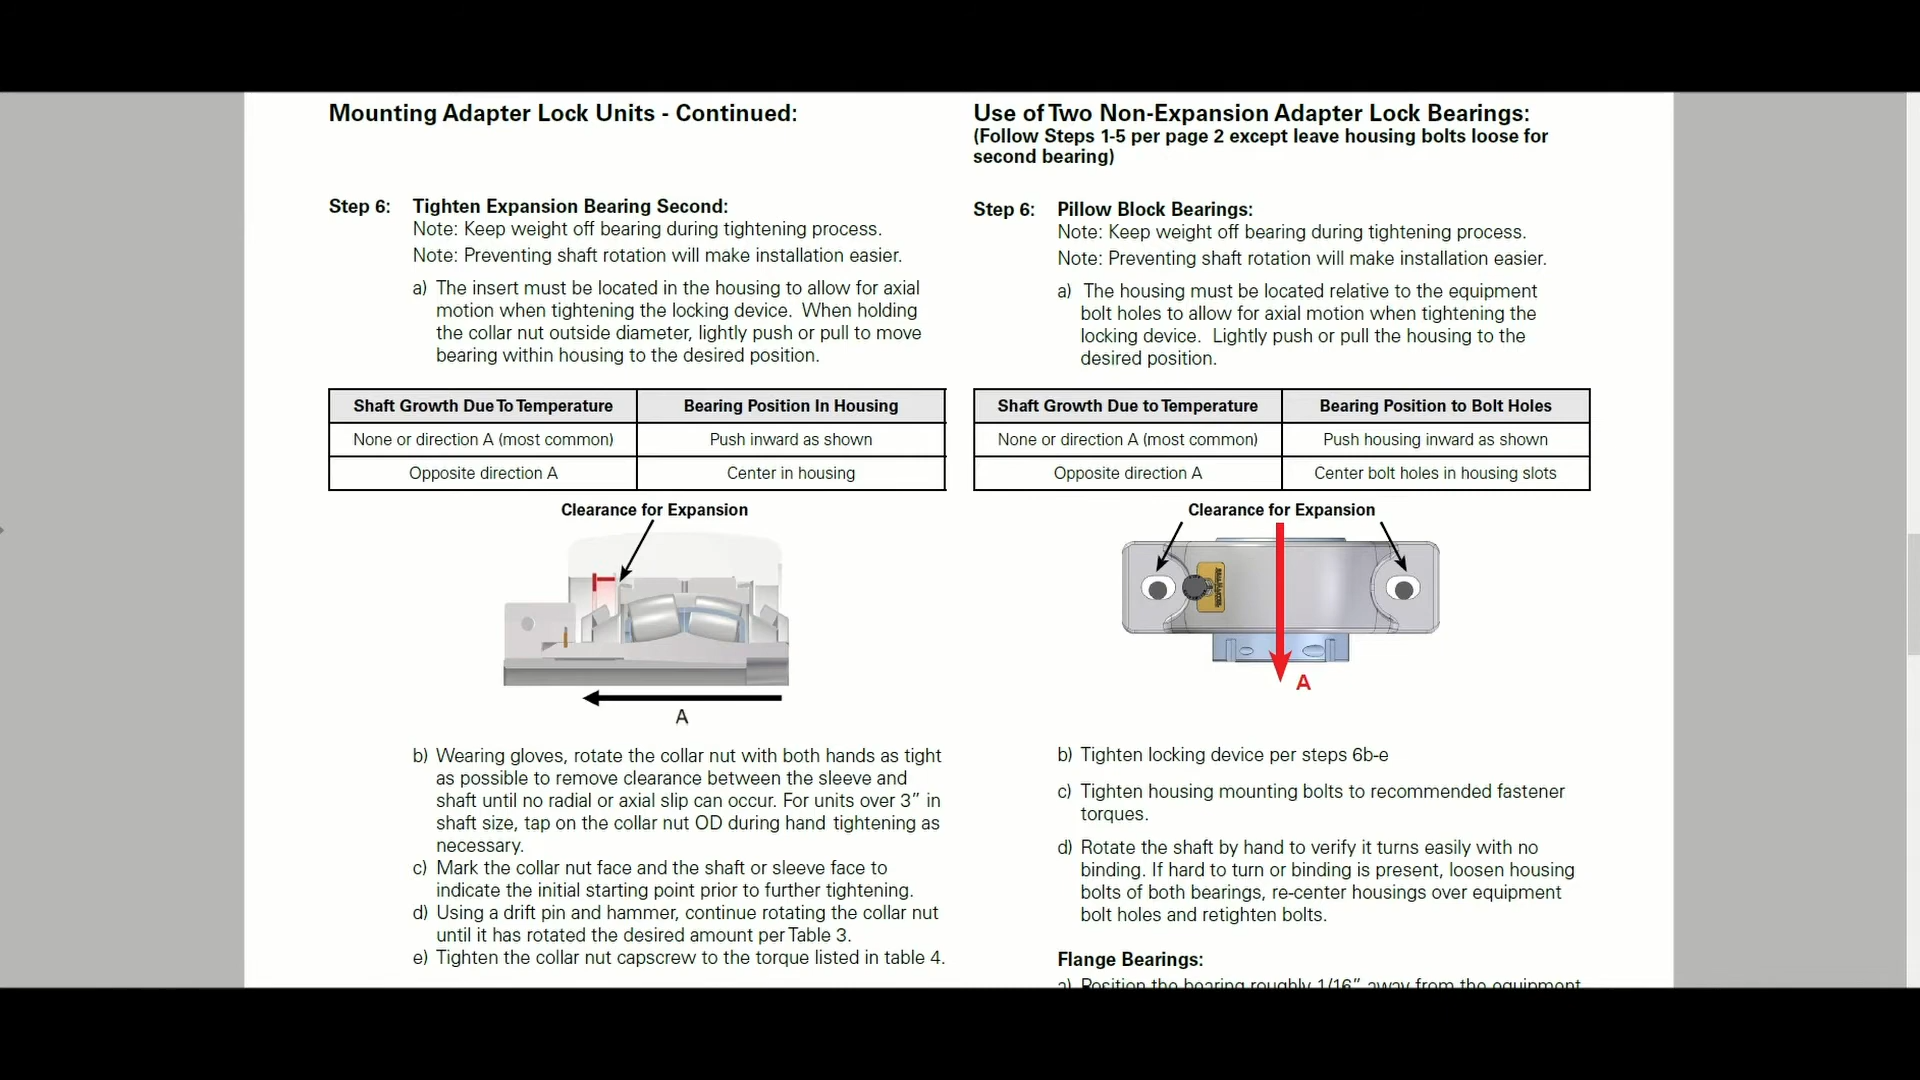 Mounting Adapter Lock Units - Continued:
Step 6: Tighten Expansion Bearing Second:
Note: Keep weight off bearing during tightening process.
Note: Preventing shaft rotation will make installation easier.
a) The insert must be located in the housing to allow for axial
motion when tightening the locking device. When holding
the collar nut outside diameter, lightly push or pull to move
bearing within housing to the desired position.
Shaft Growth Due To Temperature Bearing Position In Housing
None or direction A (most common) Push inward as shown
Opposite direction A Center in housing
Clearance for Expansion
A
b) Wearing gloves, rotate the collar nut with both hands as tight
as possible to remove clearance between the sleeve and
shaft until no radial or axial slip can occur. For units over 3” in
shaft size, tap on the collar nut OD during hand tightening as
necessary.
c) Mark the collar nut face and the shaft or sleeve face to
indicate the initial starting point prior to further tightening.
d) Using a drift pin and hammer, continue rotating the collar nut
until it has rotated the desired amount per Table 3.
e) Tighten the collar nut capscrew to the torque listed in table 4.
Use of Two Non-Expansion Adapter Lock Bearings:
(Follow Steps 1-5 per page 2 except leave housing bolts loose for
second bearing)
Step 6: Pillow Block Bearings:
Note: Keep weight off bearing during tightening process.
Note: Preventing shaft rotation will make installation easier.
a) The housing must be located relative to the equipment
bolt holes to allow for axial motion when tightening the
locking device. Lightly push or pull the housing to the
desired position.
Shaft Growth Due to Temperature Bearing Position to Bolt Holes
None or direction A (most common) Push housing inward as shown
Opposite direction A Center bolt holes in housing slots
Clearance for Expansion
A
b) Tighten locking device per steps 6b-e
c) Tighten housing mounting bolts to recommended fastener
torques.
d) Rotate the shaft by hand to verify it turns easily with no
binding. If hard to turn or binding is present, loosen housing
bolts of both bearings, re-center housings over equipment
bolt holes and retighten bolts.
Flange Bearings:
a) Position the bearing roughly 1/16” away from the equipment